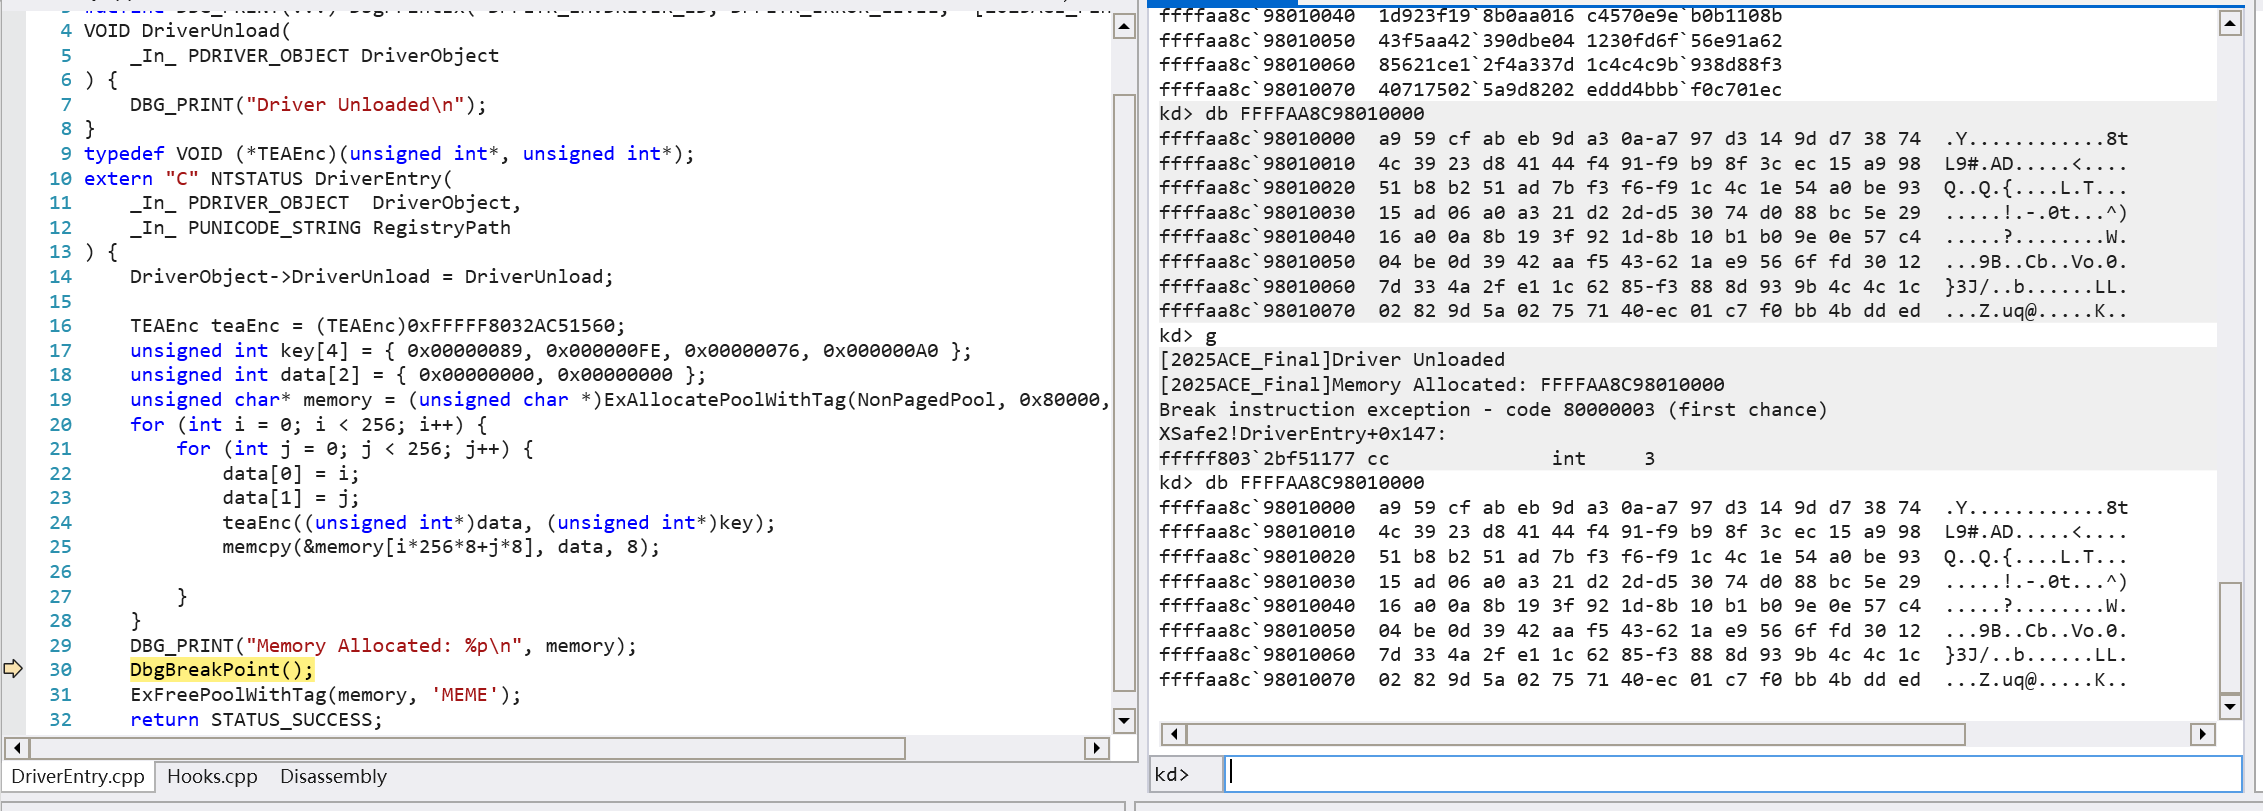 4 VOID DriverUnload(
5     _In_ PDRIVER_OBJECT DriverObject
6 ) {
7     DBG_PRINT("Driver Unloaded\n");
8 }
9 typedef VOID (*TEAEnc)(unsigned int*, unsigned int*);
10 extern "C" NTSTATUS DriverEntry(
11     _In_ PDRIVER_OBJECT  DriverObject,
12     _In_ PUNICODE_STRING RegistryPath
13 ) {
14     DriverObject->DriverUnload = DriverUnload;
15
16     TEAEnc teaEnc = (TEAEnc)0xFFFFF8032AC51560;
17     unsigned int key[4] = { 0x00000089, 0x000000FE, 0x00000076, 0x000000A0 };
18     unsigned int data[2] = { 0x00000000, 0x00000000 };
19     unsigned char* memory = (unsigned char *)ExAllocatePoolWithTag(NonPagedPool, 0x80000,
20     for (int i = 0; i < 256; i++) {
21         for (int j = 0; j < 256; j++) {
22             data[0] = i;
23             data[1] = j;
24             teaEnc((unsigned int*)data, (unsigned int*)key);
25             memcpy(&memory[i*256*8+j*8], data, 8);
26
27         }
28     }
29     DBG_PRINT("Memory Allocated: %p\n", memory);
30     DbgBreakPoint();
31     ExFreePoolWithTag(memory, 'MEME');
32     return STATUS_SUCCESS;
DriverEntry.cpp Hooks.cpp Disassembly
ffffaa8c`98010040  1d923f19`8b0aa016 c4570e9e`b0b1108b
ffffaa8c`98010050  43f5aa42`390dbe04 1230fd6f`56e91a62
ffffaa8c`98010060  85621ce1`2f4a337d 1c4c4c9b`938d88f3
ffffaa8c`98010070  40717502`5a9d8202 eddd4bbb`f0c701ec
kd> db FFFFAA8C98010000
ffffaa8c`98010000  a9 59 cf ab eb 9d a3 0a-a7 97 d3 14 9d d7 38 74  .Y............8t
ffffaa8c`98010010  4c 39 23 d8 41 44 f4 91-f9 b9 8f 3c ec 15 a9 98  L9#.AD.....<....
ffffaa8c`98010020  51 b8 b2 51 ad 7b f3 f6-f9 1c 4c 1e 54 a0 be 93  Q..Q.{....L.T...
ffffaa8c`98010030  15 ad 06 a0 a3 21 d2 2d-d5 30 74 d0 88 bc 5e 29  .....!.-.0t...^)
ffffaa8c`98010040  16 a0 0a 8b 19 3f 92 1d-8b 10 b1 b0 9e 0e 57 c4  .....?........W.
ffffaa8c`98010050  04 be 0d 39 42 aa f5 43-62 1a e9 56 6f fd 30 12  ...9B..Cb..Vo.0.
ffffaa8c`98010060  7d 33 4a 2f e1 1c 62 85-f3 88 8d 93 9b 4c 4c 1c  }3J/..b......LL.
ffffaa8c`98010070  02 82 9d 5a 02 75 71 40-ec 01 c7 f0 bb 4b dd ed  ...Z.uq@.....K..
kd> g
[2025ACE_Final]Driver Unloaded
[2025ACE_Final]Memory Allocated: FFFFAA8C98010000
Break instruction exception - code 80000003 (first chance)
XSafe2!DriverEntry+0x147:
fffff803`2bf51177 cc              int     3
kd> db FFFFAA8C98010000
ffffaa8c`98010000  a9 59 cf ab eb 9d a3 0a-a7 97 d3 14 9d d7 38 74  .Y............8t
ffffaa8c`98010010  4c 39 23 d8 41 44 f4 91-f9 b9 8f 3c ec 15 a9 98  L9#.AD.....<....
ffffaa8c`98010020  51 b8 b2 51 ad 7b f3 f6-f9 1c 4c 1e 54 a0 be 93  Q..Q.{....L.T...
ffffaa8c`98010030  15 ad 06 a0 a3 21 d2 2d-d5 30 74 d0 88 bc 5e 29  .....!.-.0t...^)
ffffaa8c`98010040  16 a0 0a 8b 19 3f 92 1d-8b 10 b1 b0 9e 0e 57 c4  .....?........W.
ffffaa8c`98010050  04 be 0d 39 42 aa f5 43-62 1a e9 56 6f fd 30 12  ...9B..Cb..Vo.0.
ffffaa8c`98010060  7d 33 4a 2f e1 1c 62 85-f3 88 8d 93 9b 4c 4c 1c  }3J/..b......LL.
ffffaa8c`98010070  02 82 9d 5a 02 75 71 40-ec 01 c7 f0 bb 4b dd ed  ...Z.uq@.....K..
kd>